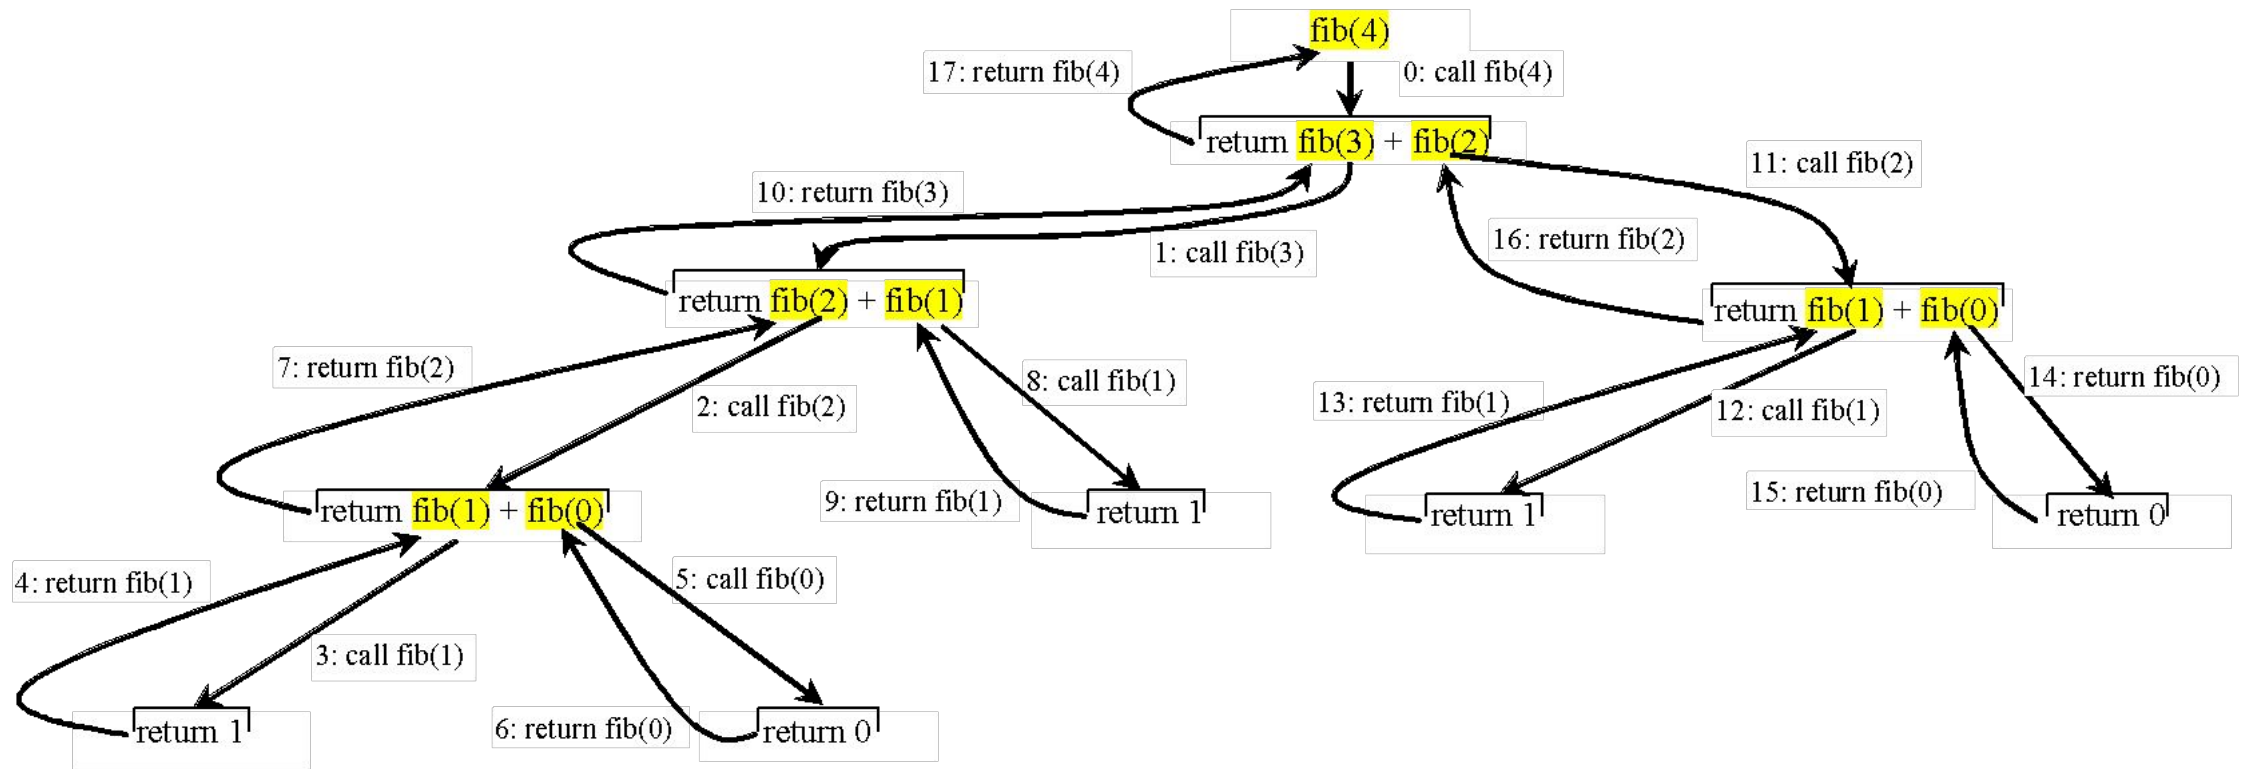 fib(4)
17: return fib(4)
0: call fib(4)
return fib(3) + fib(2)
11: call fib(2)
10: return fib(3)
1: call fib(3)
16: return fib(2)
return fib(2) + fib(1)
return fib(1) + fib(0)
7: return fib(2)
2: call fib(2)
8: call fib(1)
13: return fib(1)
12: call fib(1)
14: return fib(0)
return fib(1) + fib(0)
9: return fib(1)
return 1
return 1
15: return fib(0)
return 0
4: return fib(1)
5: call fib(0)
3: call fib(1)
return 1
6: return fib(0)
return 0